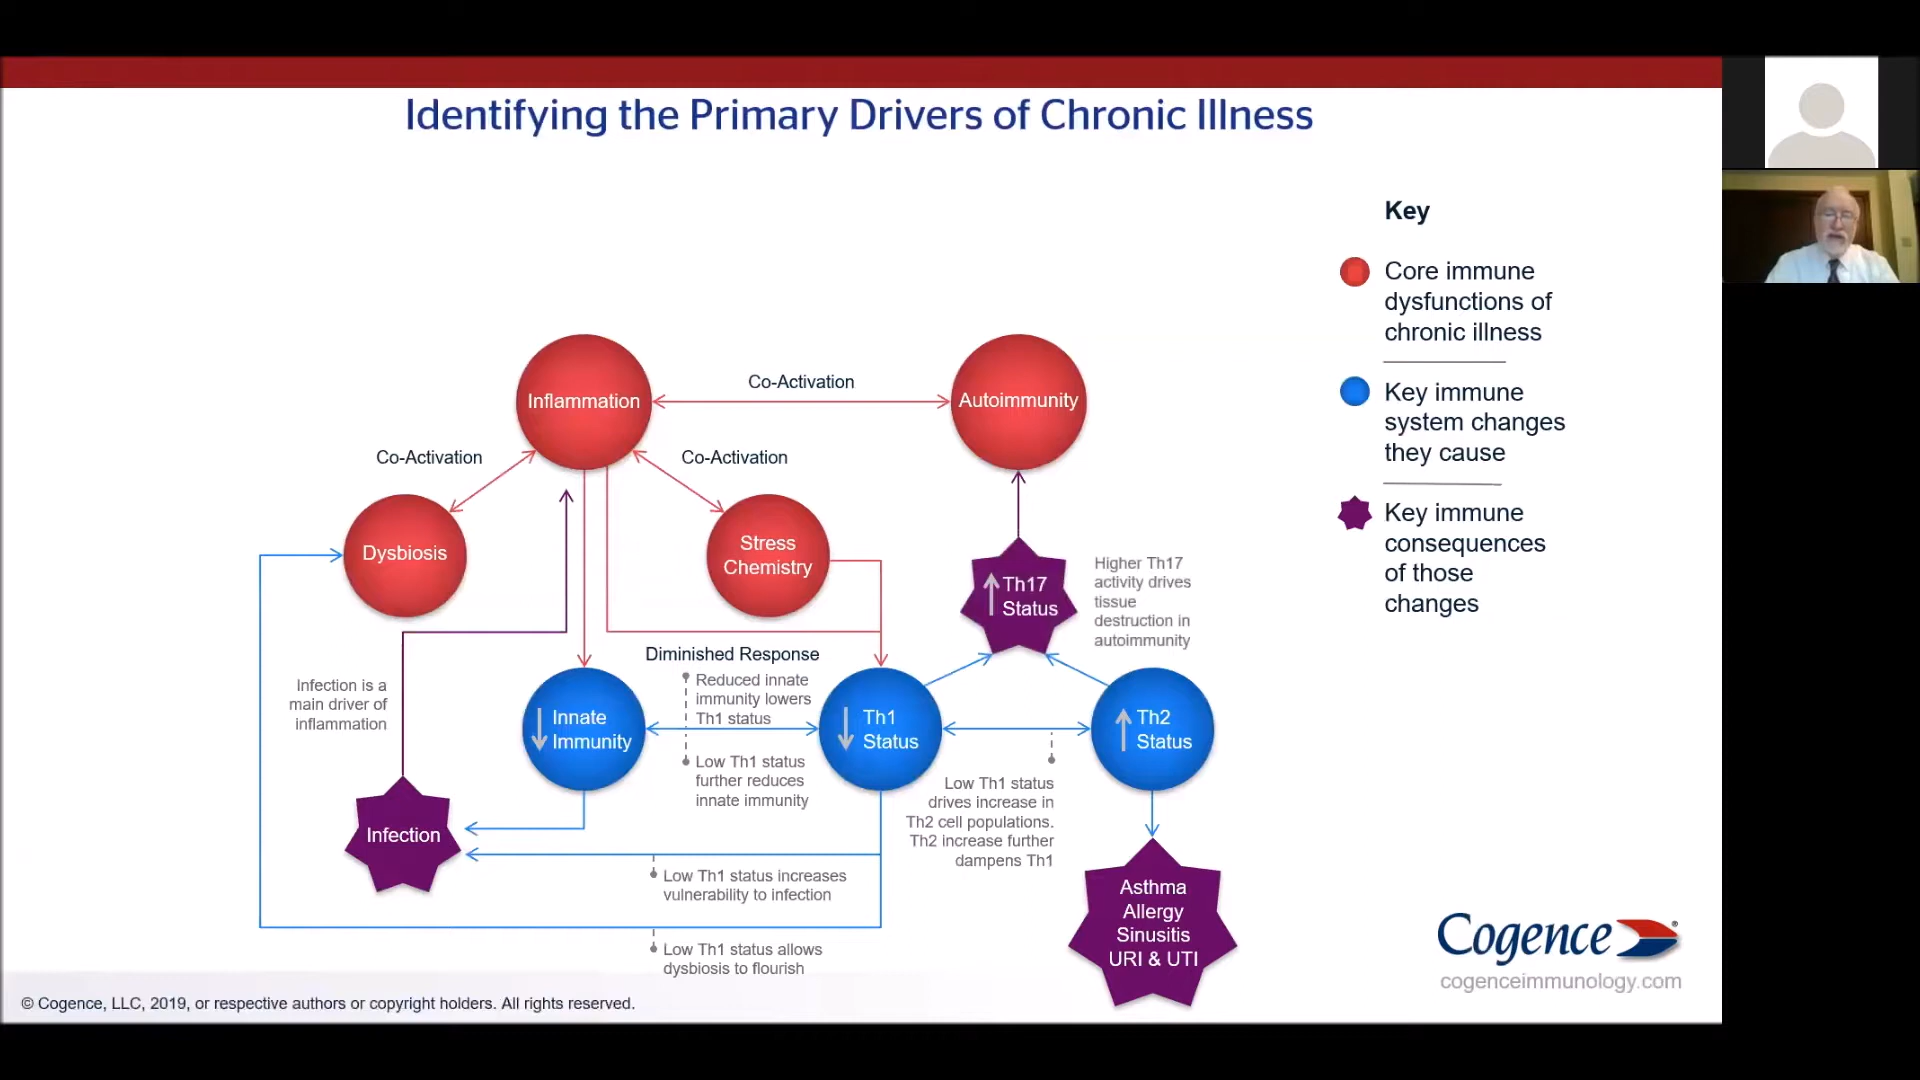 Identifying the Primary Drivers of Chronic Illness
Key
Core immune
dysfunctions of
chronic illness
Key immune
system changes
they cause
Key immune
consequences
of those
changes
Inflammation
Co-Activation
Autoimmunity
Co-Activation
Co-Activation
Dysbiosis
Stress
Chemistry
Th17
Status
Higher Th17
activity drives
tissue
destruction in
autoimmunity
Infection is a
main driver of
inflammation
Diminished Response
Reduced innate
immunity lowers
Th1 status
Innate
Immunity
Th1
Status
Th2
Status
Low Th1 status
further reduces
innate immunity
Low Th1 status
drives increase in
Th2 cell populations.
Th2 increase further
dampens Th1
Infection
Low Th1 status increases
vulnerability to infection
Asthma
Allergy
Sinusitis
URI & UTI
Low Th1 status allows
dysbiosis to flourish
Cogence®
cogenceimmunology.com
© Cogence, LLC, 2019, or respective authors or copyright holders. All rights reserved.